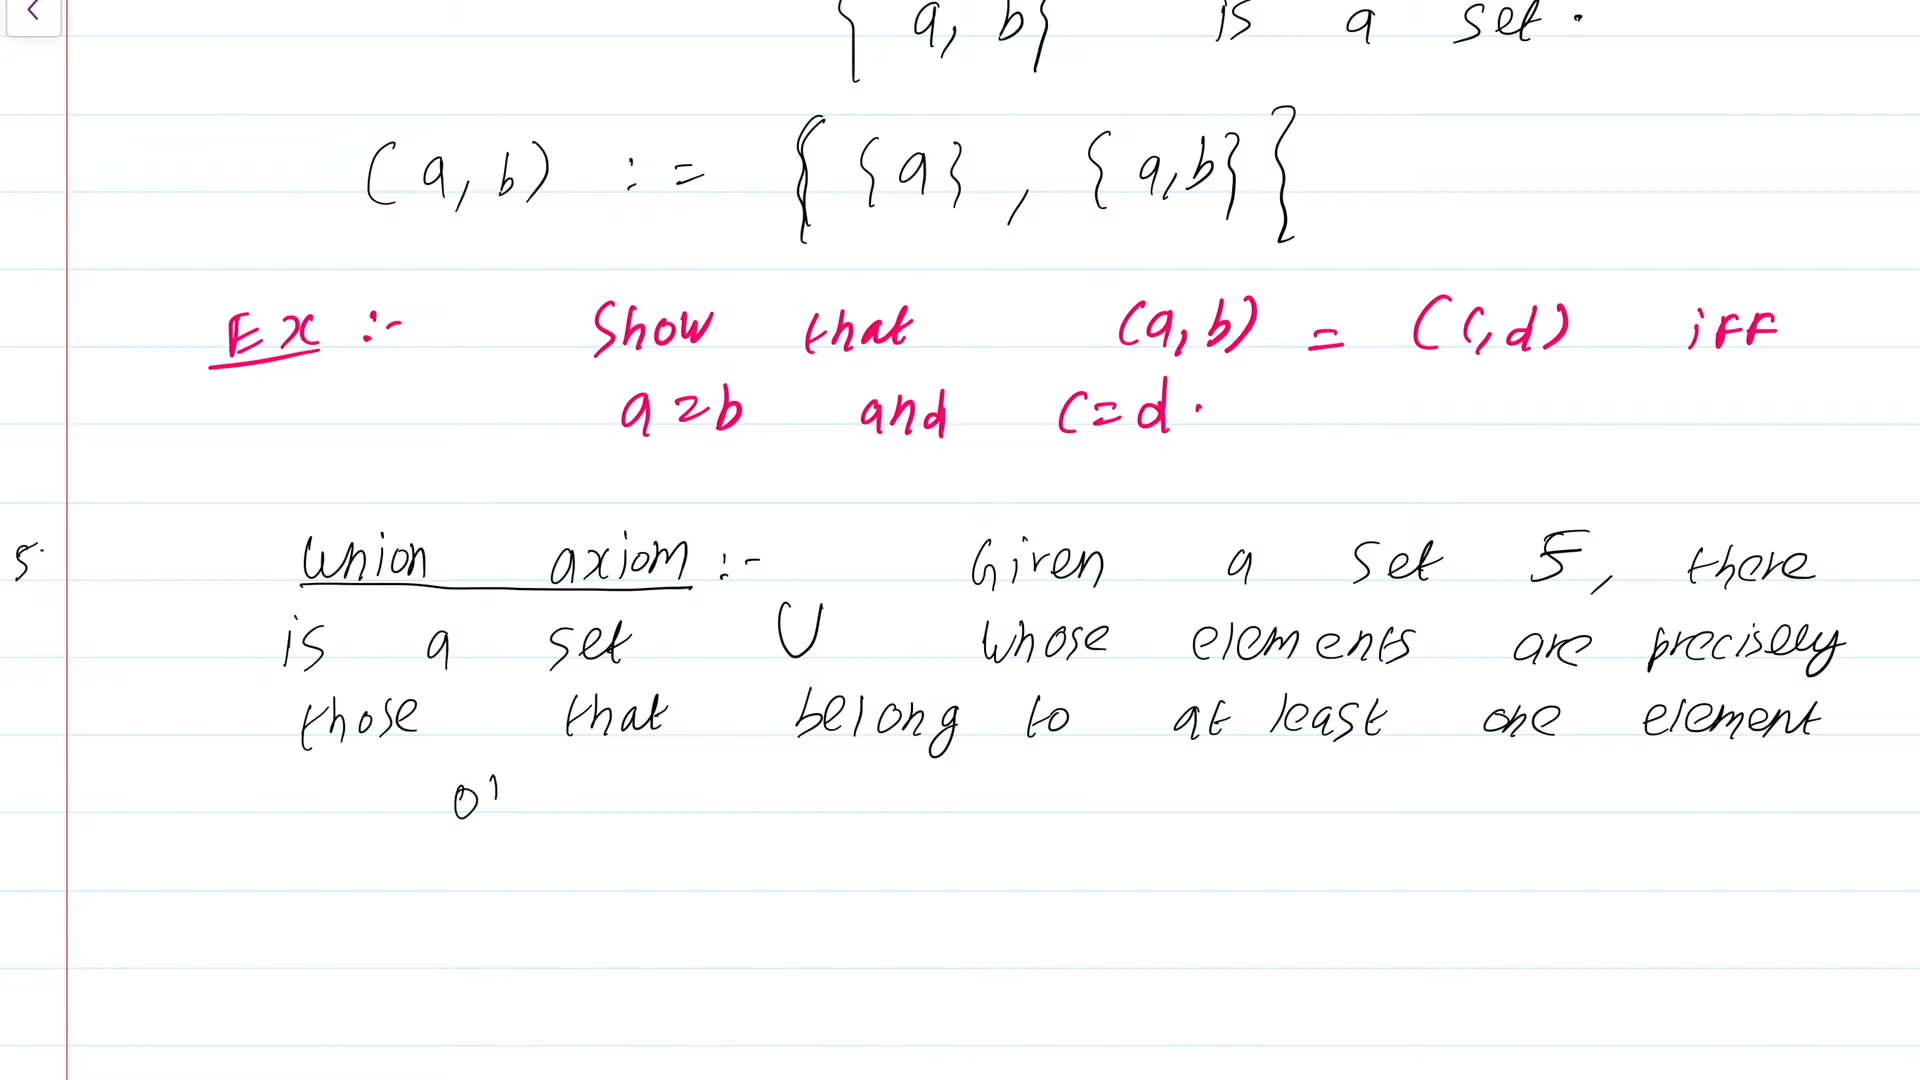 { a, b} is a set.
(a, b) := { {a} , {a,b} }
Ex :- Show that (a, b) = (c, d) iff
a = b and c = d.
5. Union axiom :- Given a set F, there
is a set U whose elements are precisely
those that belong to at least one element